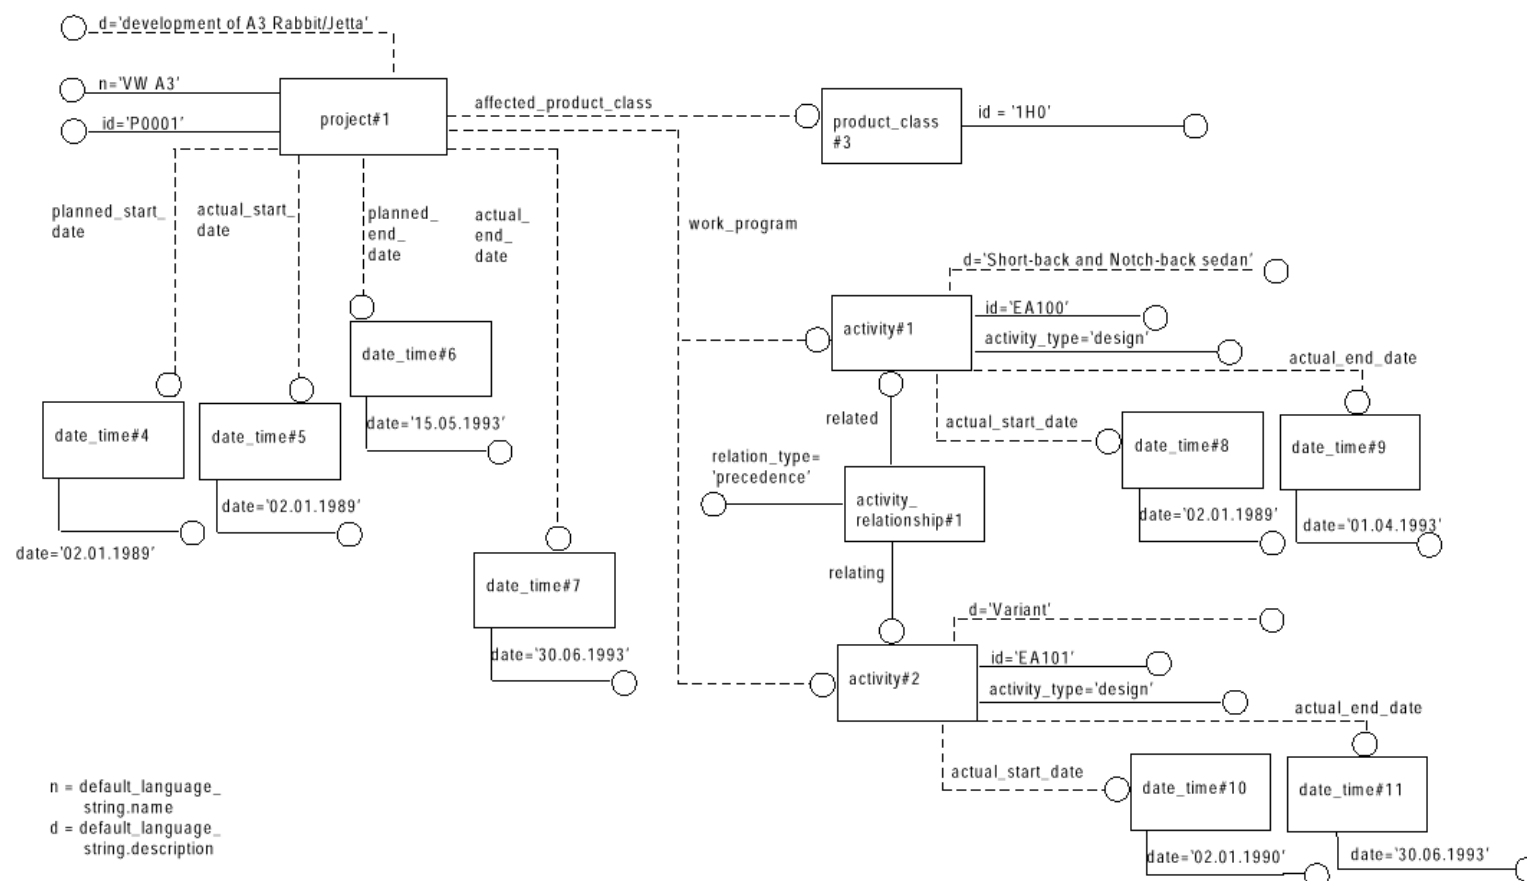 d='development of A3 Rabbit/Jetta'
n='VW A3'
id='P0001'
project#1
affected_product_class
product_class
#3
id = '1H0'
planned_start_
date
actual_start_
date
planned_
end_
date
actual_
end_
date
work_program
d='Short-back and Notch-back sedan'
id='EA100'
activity#1
activity_type='design'
actual_end_date
date_time#6
date='15.05.1993'
related
actual_start_date
date_time#4
date_time#5
date_time#8
date_time#9
relation_type=
'precedence'
activity_
relationship#1
date='02.01.1989'
date='02.01.1989'
date='02.01.1989'
date='01.04.1993'
relating
date_time#7
date='30.06.1993'
d='Variant'
id='EA101'
activity#2
activity_type='design'
actual_end_date
actual_start_date
date_time#10
date_time#11
date='02.01.1990'
date='30.06.1993'
n = default_language_
string.name
d = default_language_
string.description